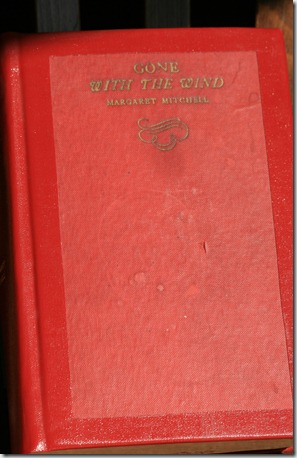 GONE
WITH THE WIND
MARGARET MITCHELL